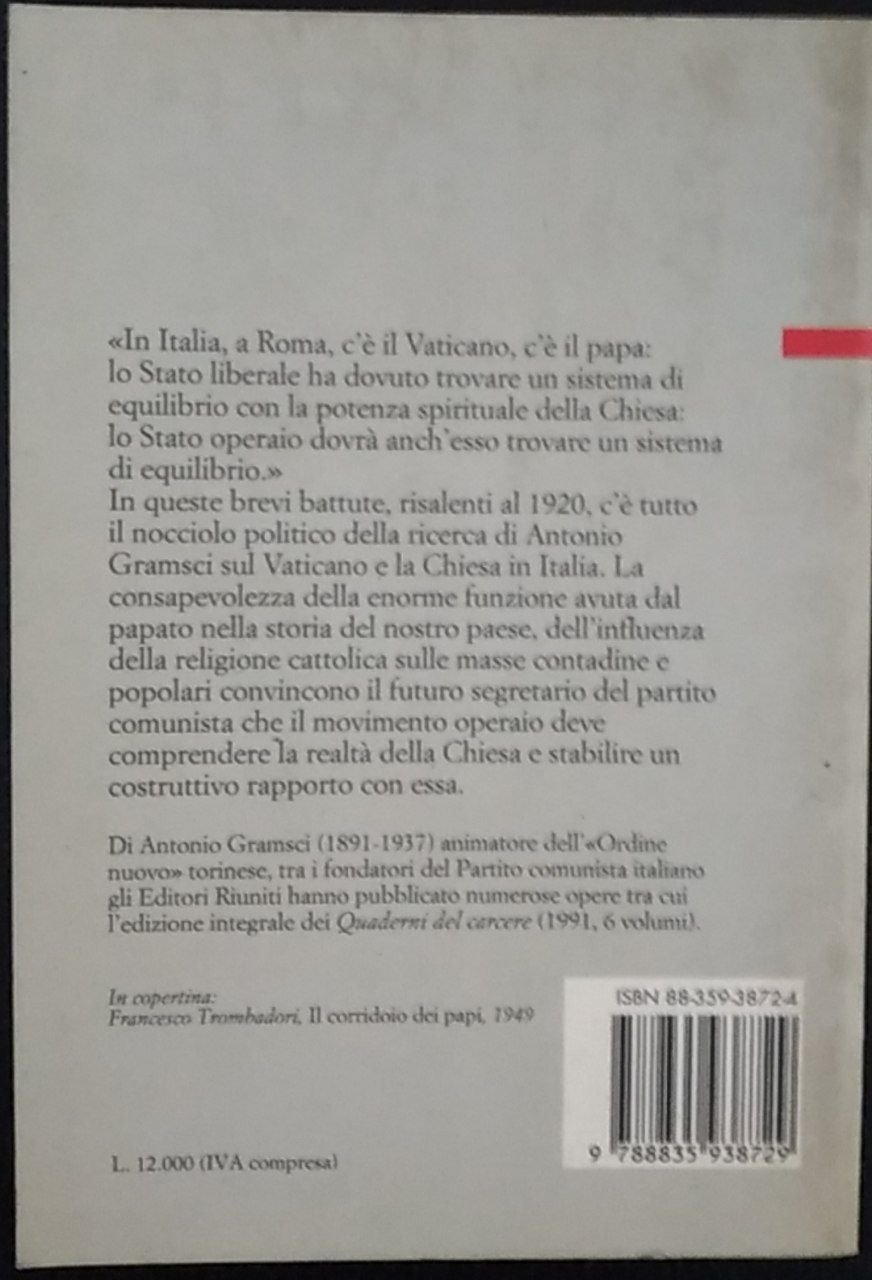 «In Italia, a Roma, c'è il Vaticano, c'è il papa:
lo Stato liberale ha dovuto trovare un sistema di
equilibrio con la potenza spirituale della Chiesa:
lo Stato operaio dovrà anch'esso trovare un sistema
di equilibrio.»
In queste brevi battute, risalenti al 1920, c'è tutto
il nocciolo politico della ricerca di Antonio
Gramsci sul Vaticano e la Chiesa in Italia. La
consapevolezza della enorme funzione avuta dal
papato nella storia del nostro paese, dell'influenza
della religione cattolica sulle masse contadine e
popolari convincono il futuro segretario del partito
comunista che il movimento operaio deve
comprendere la realtà della Chiesa e stabilire un
costruttivo rapporto con essa.
Di Antonio Gramsci (1891-1937) animatore dell'«Ordine
nuovo» torinese, tra i fondatori del Partito comunista italiano
gli Editori Riuniti hanno pubblicato numerose opere tra cui
l'edizione integrale dei Quaderni del carcere (1991, 6 volumi).
In copertina:
Francesco Trombadori, Il corridoio dei papi, 1949
ISBN 88-359-3872-4
9 788835 938729
L. 12.000 (IVA compresa)